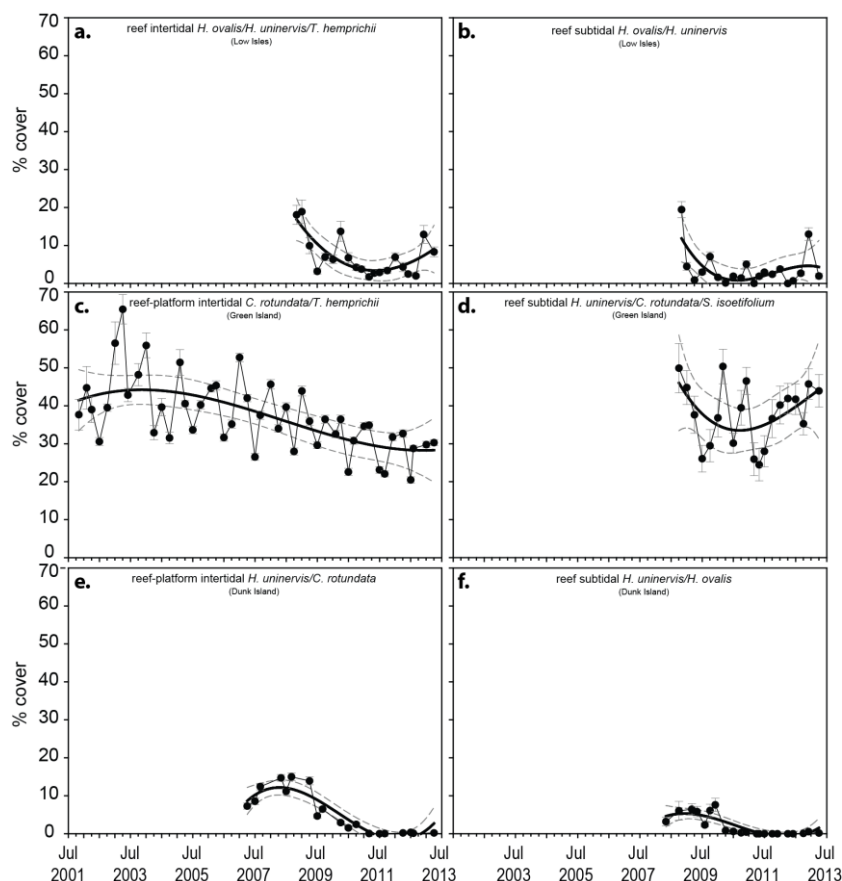 a. reef intertidal H. ovalis/H. uninervis/T. hemprichii
(Low Isles)
70
60
50
40
30
20
10
0
% cover
b. reef subtidal H. ovalis/H. uninervis
(Low Isles)
c. reef-platform intertidal C. rotundata/T. hemprichii
(Green Island)
70
60
50
40
30
20
10
0
% cover
d. reef subtidal H. uninervis/C. rotundata/S. isoetifolium
(Green Island)
e. reef-platform intertidal H. uninervis/C. rotundata
(Dunk Island)
70
60
50
40
30
20
10
0
% cover
f. reef subtidal H. uninervis/H. ovalis
(Dunk Island)
Jul Jul Jul Jul Jul Jul Jul
2001 2003 2005 2007 2009 2011 2013
Jul Jul Jul Jul Jul Jul
2003 2005 2007 2009 2011 2013